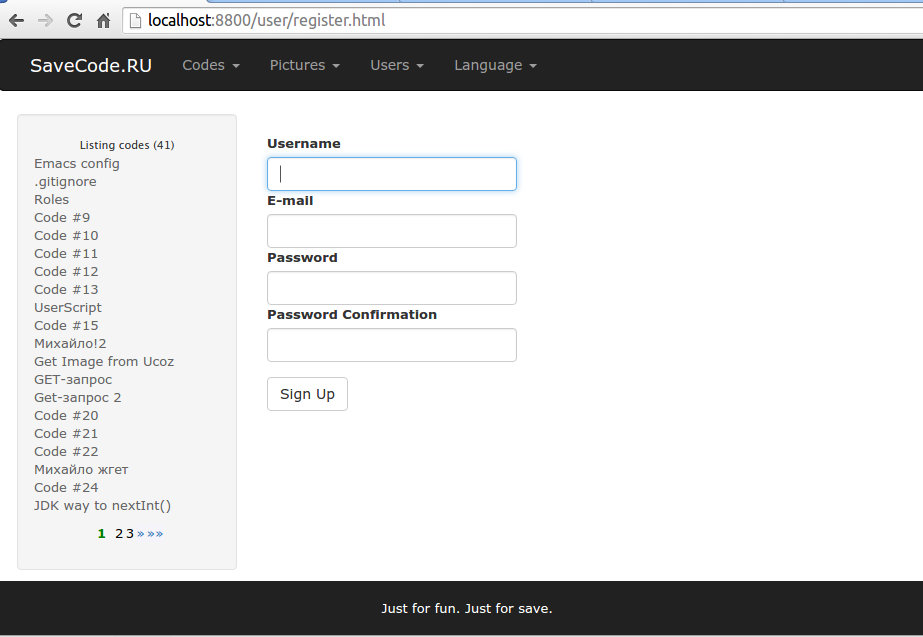 localhost:8800/user/register.html
SaveCode.RU Codes Pictures Users Language
Listing codes (41)
Emacs config
.gitignore
Roles
Code #9
Code #10
Code #11
Code #12
Code #13
UserScript
Code #15
Михайло!2
Get Image from Ucoz
GET-запрос
Get-запрос 2
Code #20
Code #21
Code #22
Михайло жгет
Code #24
JDK way to nextInt()
1 2 3 » »»
Username
E-mail
Password
Password Confirmation
Sign Up
Just for fun. Just for save.